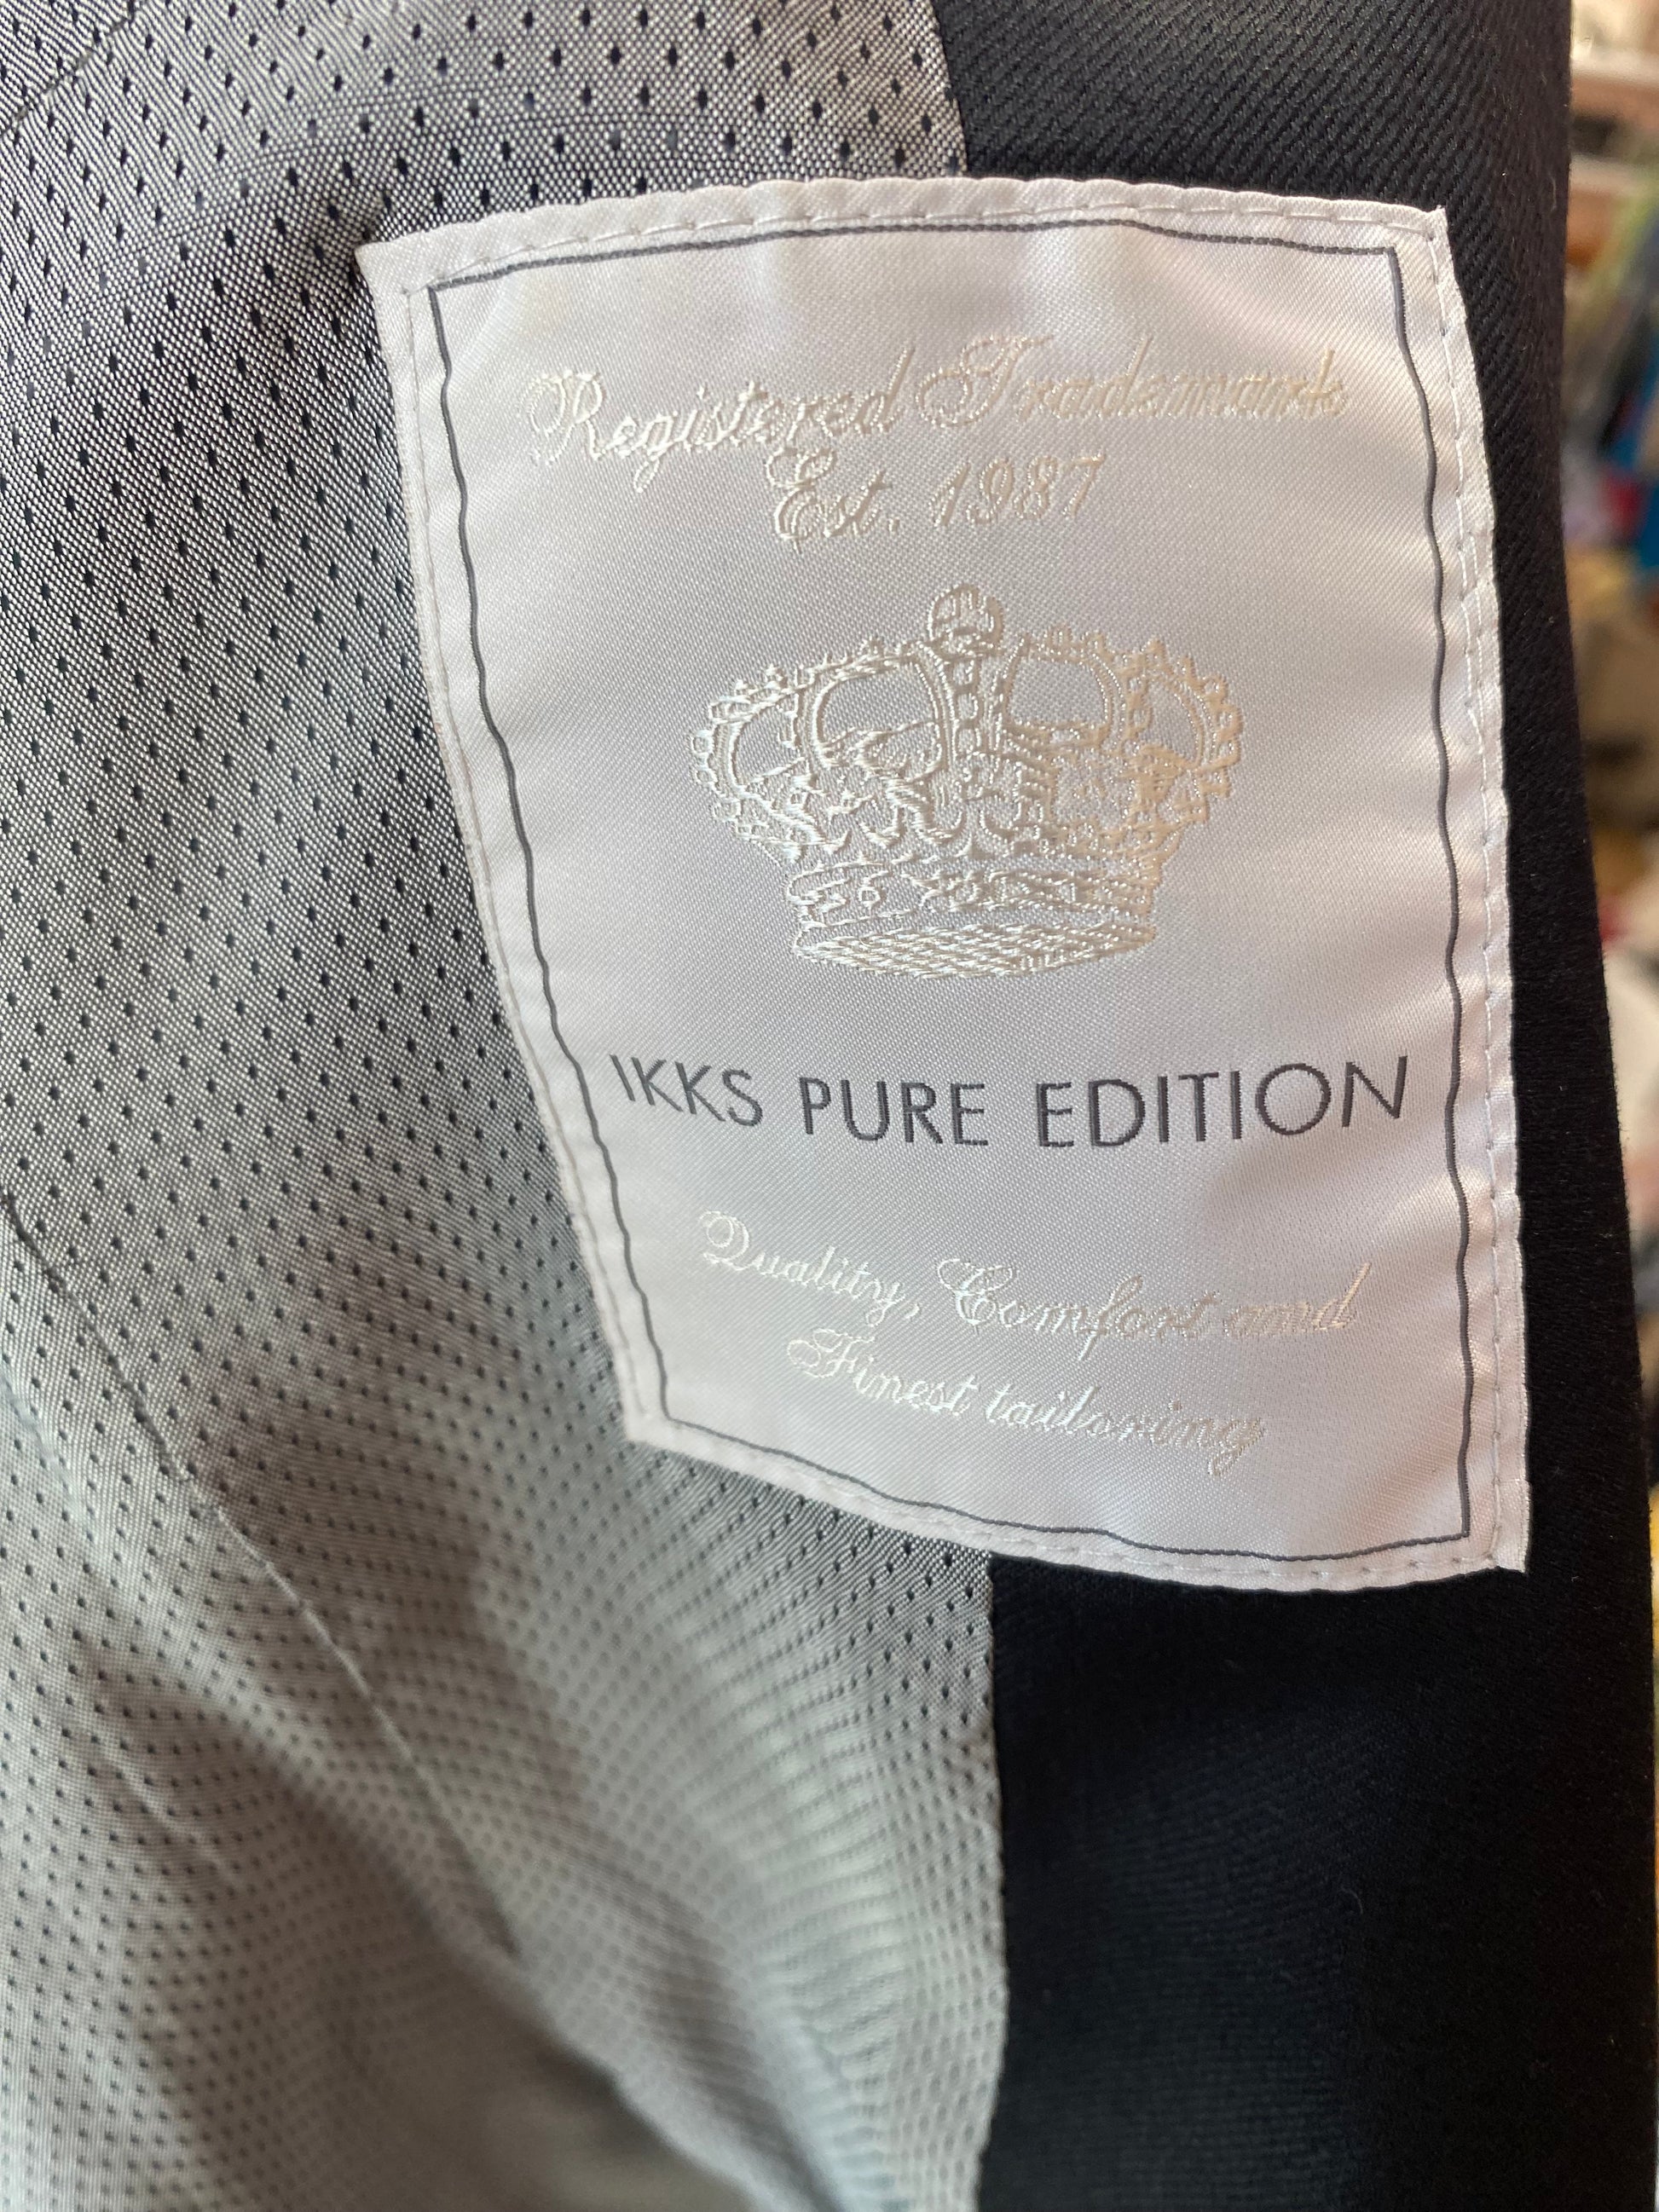 Registered Trademark
Est. 1987
IKKS PURE EDITION
Quality, Comfort and
Finest tailoring